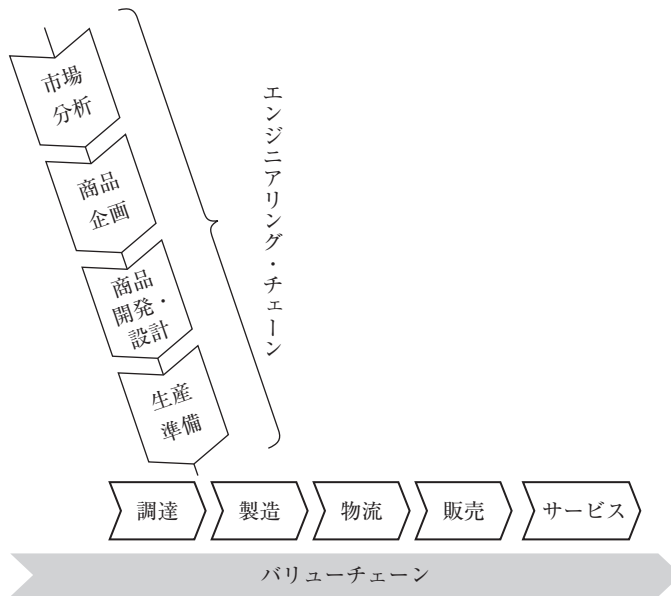 市場
分析
商品
企画
商品
開発・
設計
生産
準備
エンジニアリング・チェーン
調達
製造
物流
販売
サービス
バリューチェーン